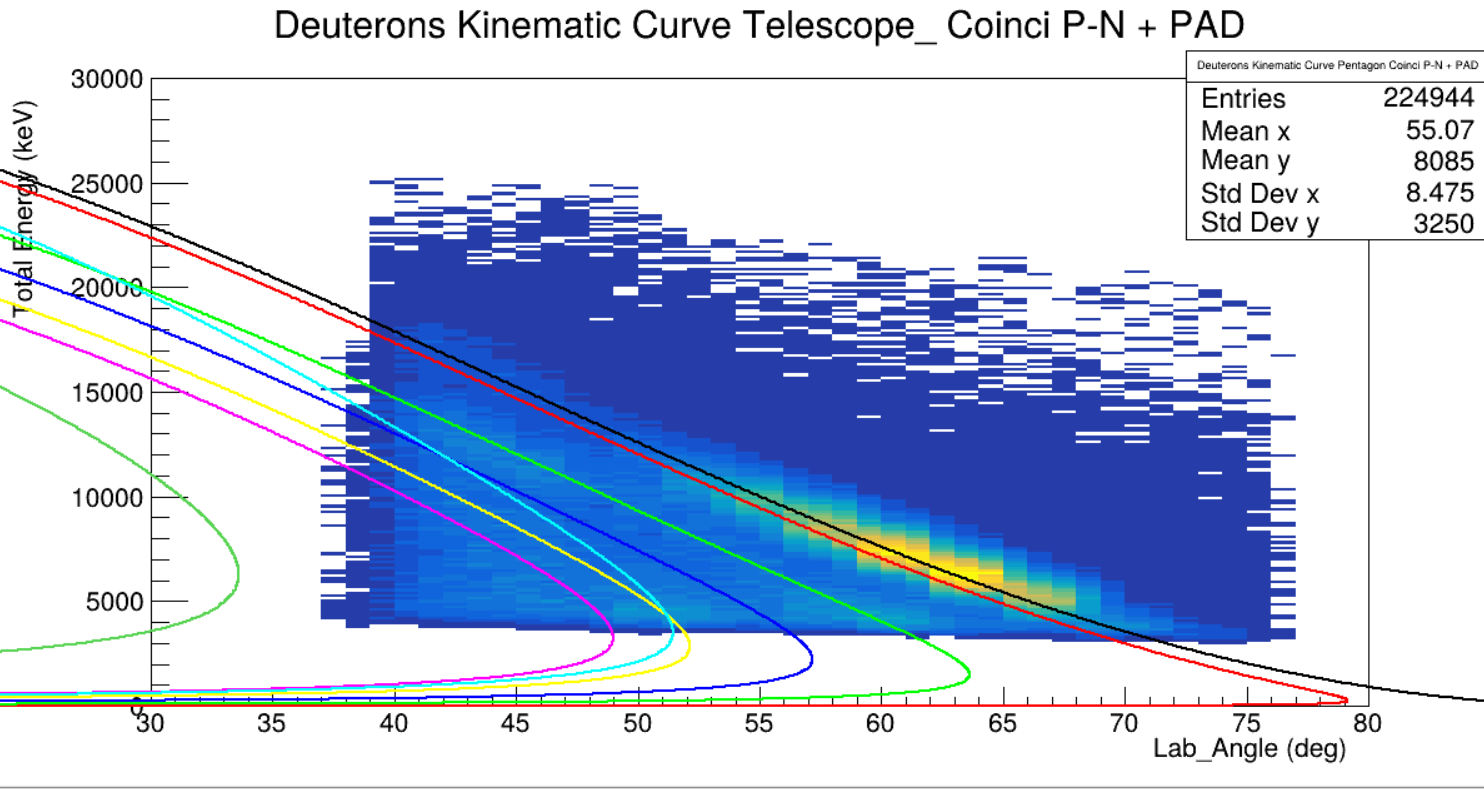 Deuterons Kinematic Curve Telescope_ Coinci P-N + PAD
Deuterons Kinematic Curve Pentagon Coinci P-N + PAD
Entries 224944
Mean x 55.07
Mean y 8085
Std Dev x 8.475
Std Dev y 3250
Total Energy (keV)
30000
25000
20000
15000
10000
5000
0
30 35 40 45 50 55 60 65 70 75 80
Lab_Angle (deg)